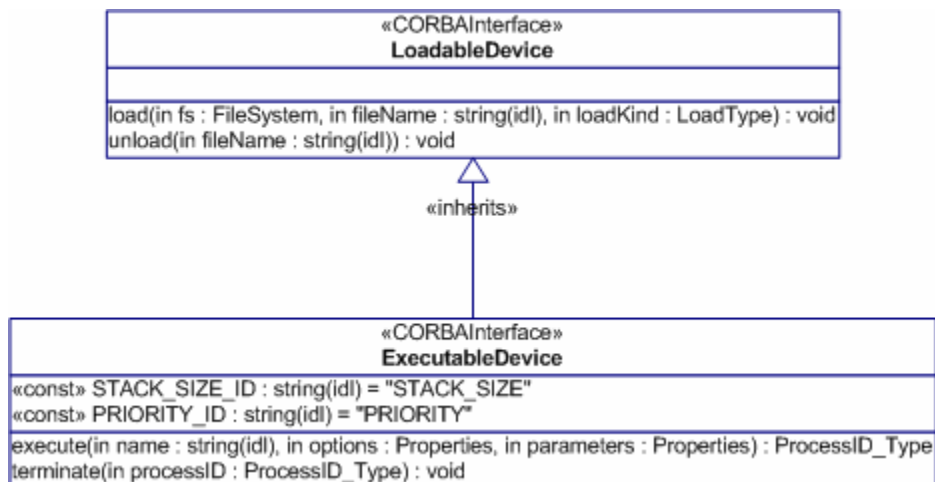 «CORBAInterface»
LoadableDevice
load(in fs : FileSystem, in fileName : string(idl), in loadKind : LoadType) : void
unload(in fileName : string(idl)) : void
«inherits»
«CORBAInterface»
ExecutableDevice
«const» STACK_SIZE_ID : string(idl) = "STACK_SIZE"
«const» PRIORITY_ID : string(idl) = "PRIORITY"
execute(in name : string(idl), in options : Properties, in parameters : Properties) : ProcessID_Type
terminate(in processID : ProcessID_Type) : void